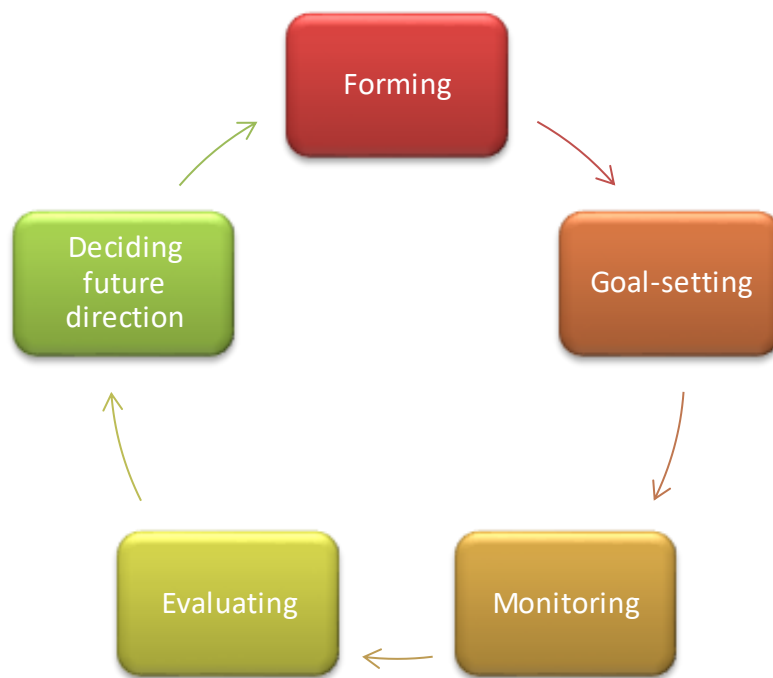 Forming
Goal-setting
Monitoring
Evaluating
Deciding
future
direction